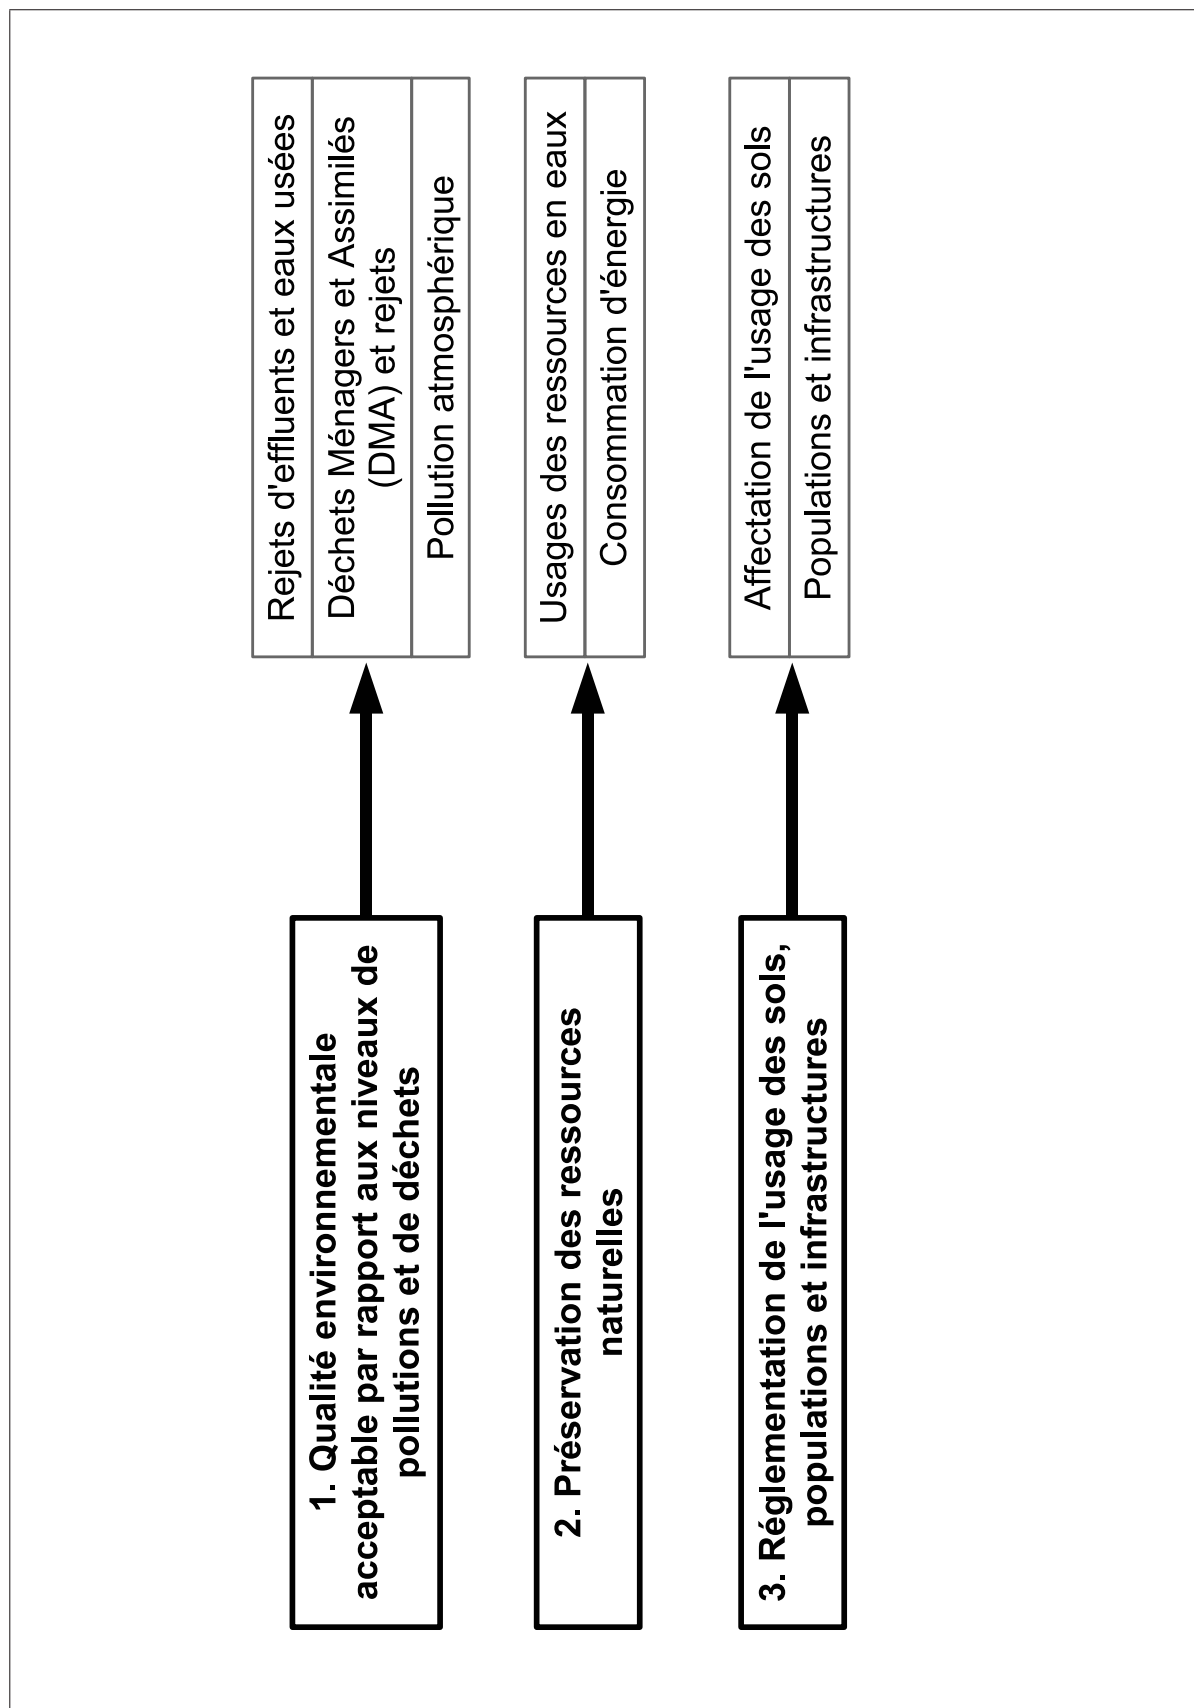 1. Qualité environnementale
acceptable par rapport aux niveaux de
pollutions et de déchets
Rejets d'effluents et eaux usées
Déchets Ménagers et Assimilés
(DMA) et rejets
Pollution atmosphérique
2. Préservation des ressources
naturelles
Usages des ressources en eaux
Consommation d'énergie
3. Réglementation de l'usage des sols,
populations et infrastructures
Affectation de l'usage des sols
Populations et infrastructures